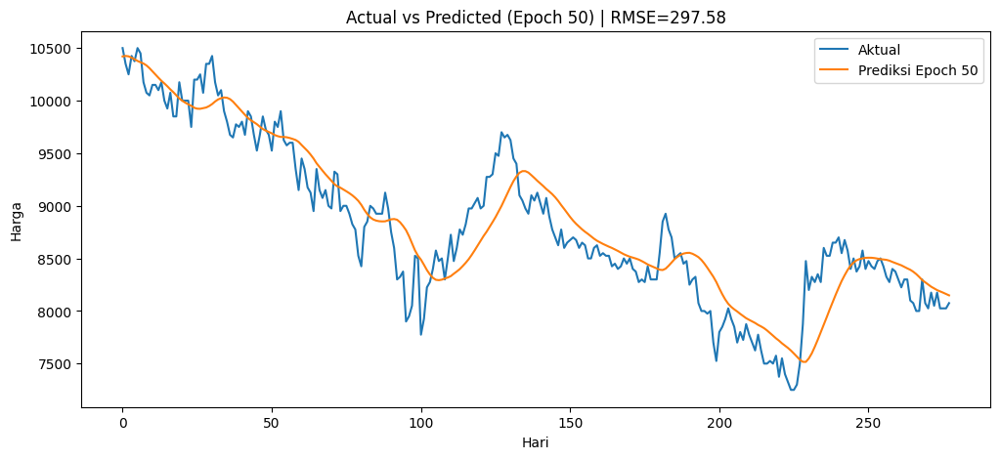 Actual vs Predicted (Epoch 50) | RMSE=297.58
Aktual
Prediksi Epoch 50
Harga
10500
10000
9500
9000
8500
8000
7500
0 50 100 150 200 250
Hari